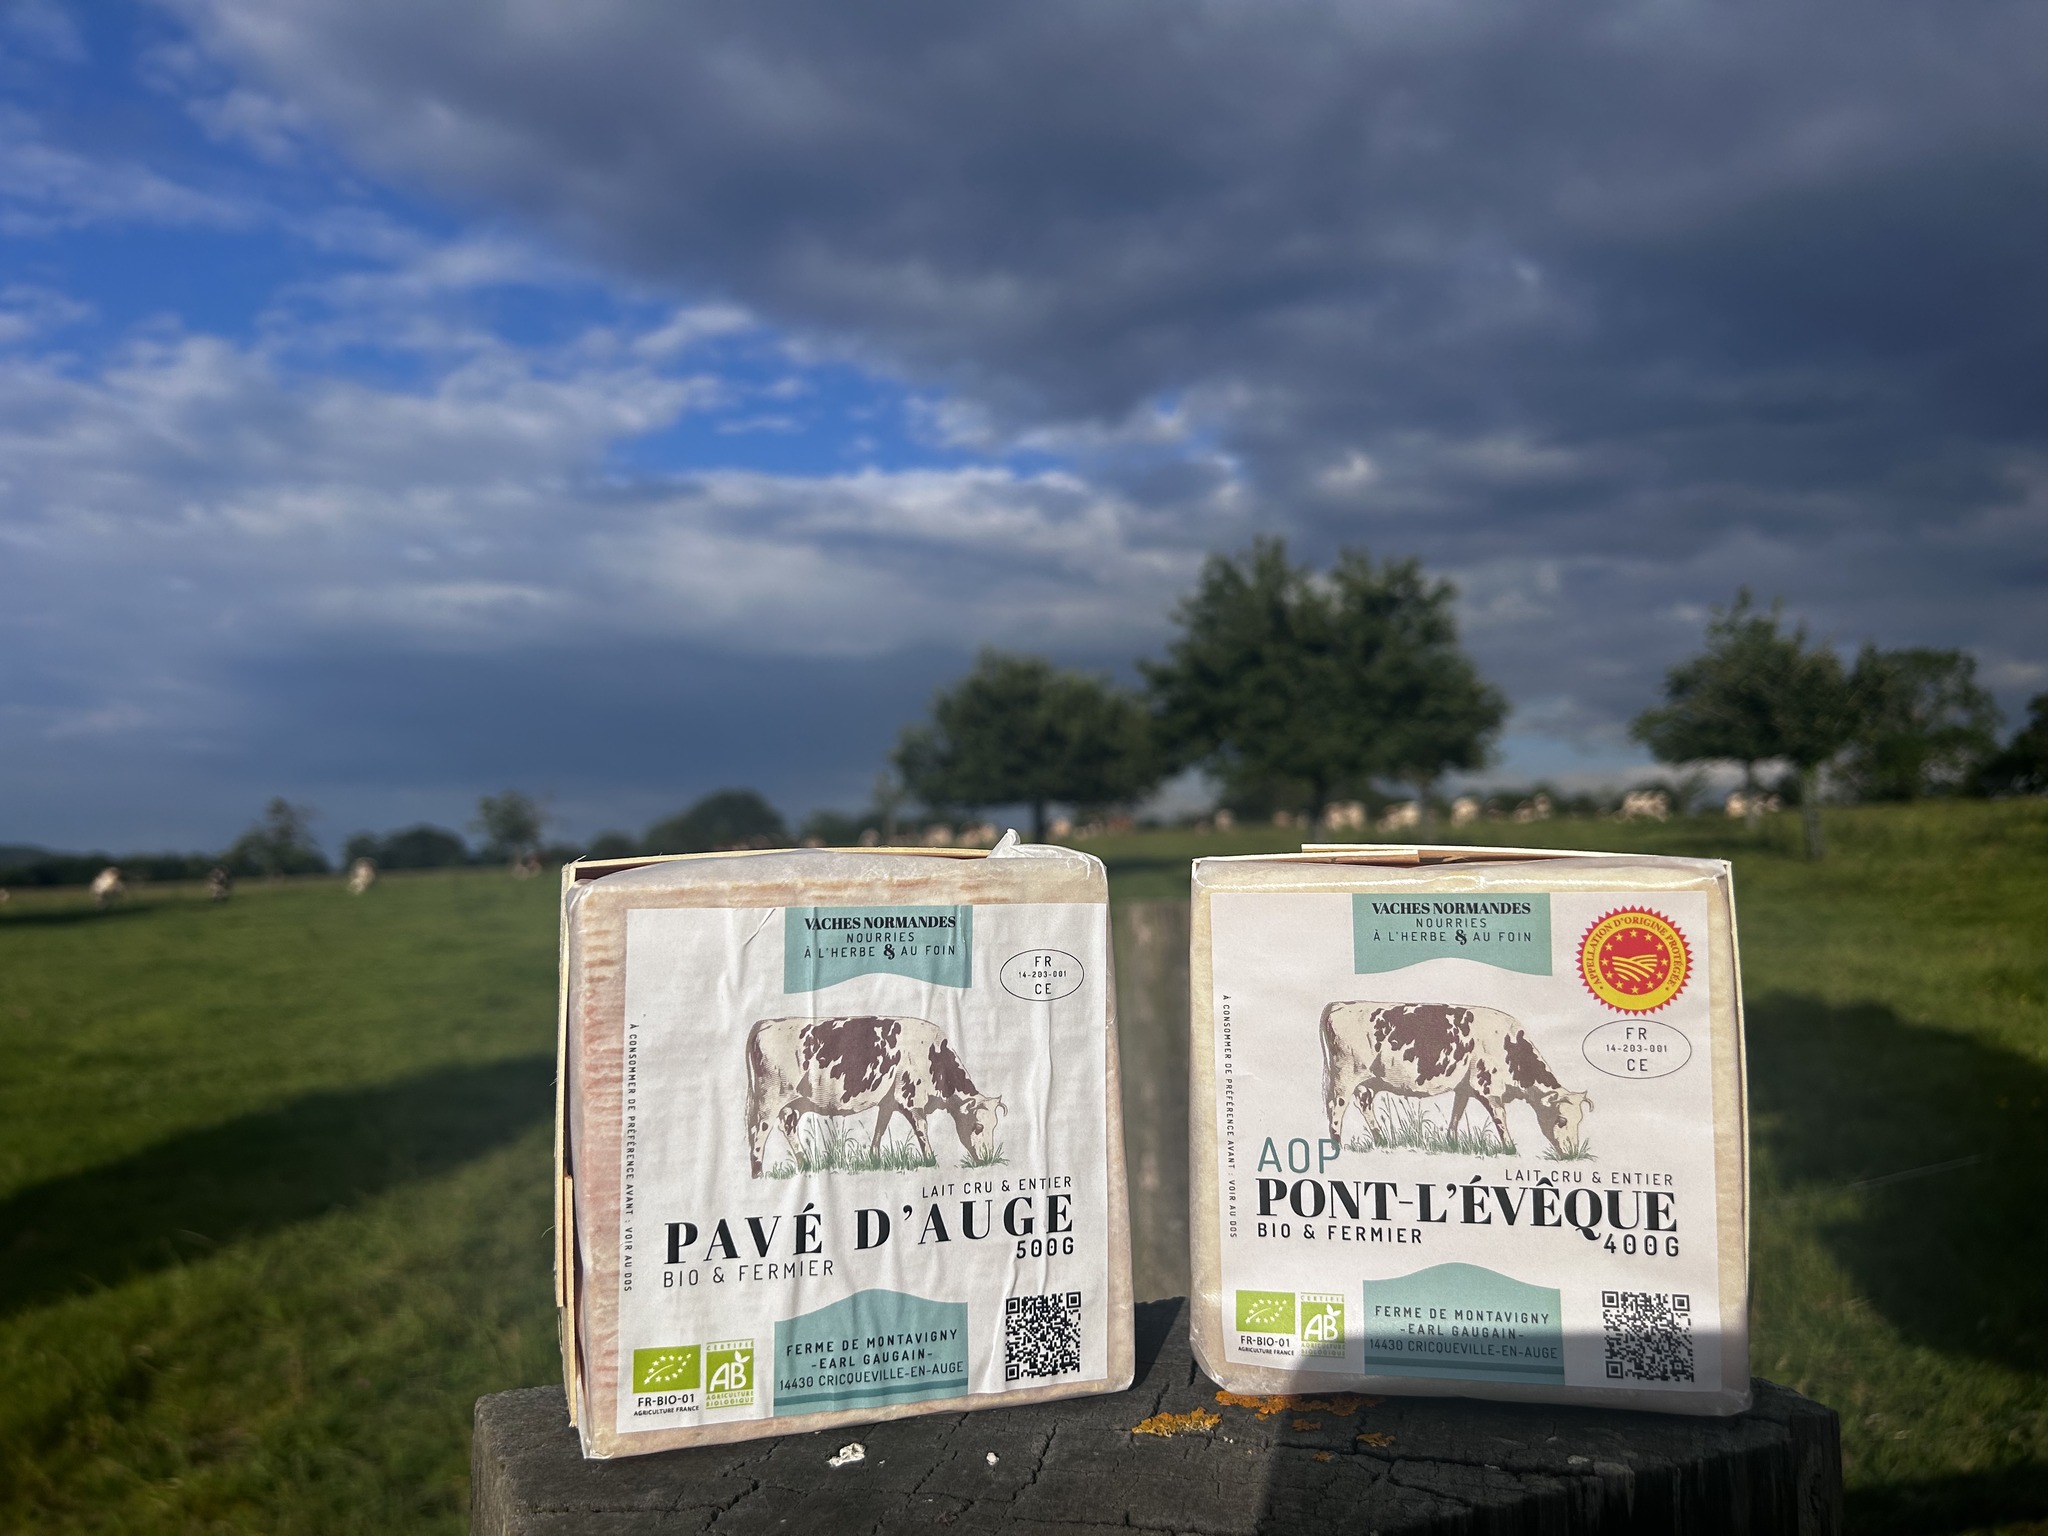 VACHES NORMANDES
NOURRIES
À L'HERBE & AU FOIN
FR
14-203-001
CE
À CONSOMMER DE PRÉFÉRENCE AVANT : VOIR AU DOS
LAIT CRU & ENTIER
PAVÉ D'AUGE
500G
BIO & FERMIER
FERME DE MONTAVIGNY
-EARL GAUGAIN-
14430 CRICQUEVILLE-EN-AUGE
FR-BIO-01
AGRICULTURE FRANCE
CERTIFIÉ
AB
AGRICULTURE
BIOLOGIQUE
VACHES NORMANDES
NOURRIES
À L'HERBE & AU FOIN
APPELLATION D'ORIGINE PROTÉGÉE
FR
14-203-001
CE
À CONSOMMER DE PRÉFÉRENCE AVANT : VOIR AU DOS
AOP
LAIT CRU & ENTIER
PONT-L'ÉVÊQUE
BIO & FERMIER
400G
FERME DE MONTAVIGNY
-EARL GAUGAIN-
14430 CRICQUEVILLE-EN-AUGE
FR-BIO-01
AGRICULTURE FRANCE
CERTIFIÉ
AB
AGRICULTURE
BIOLOGIQUE